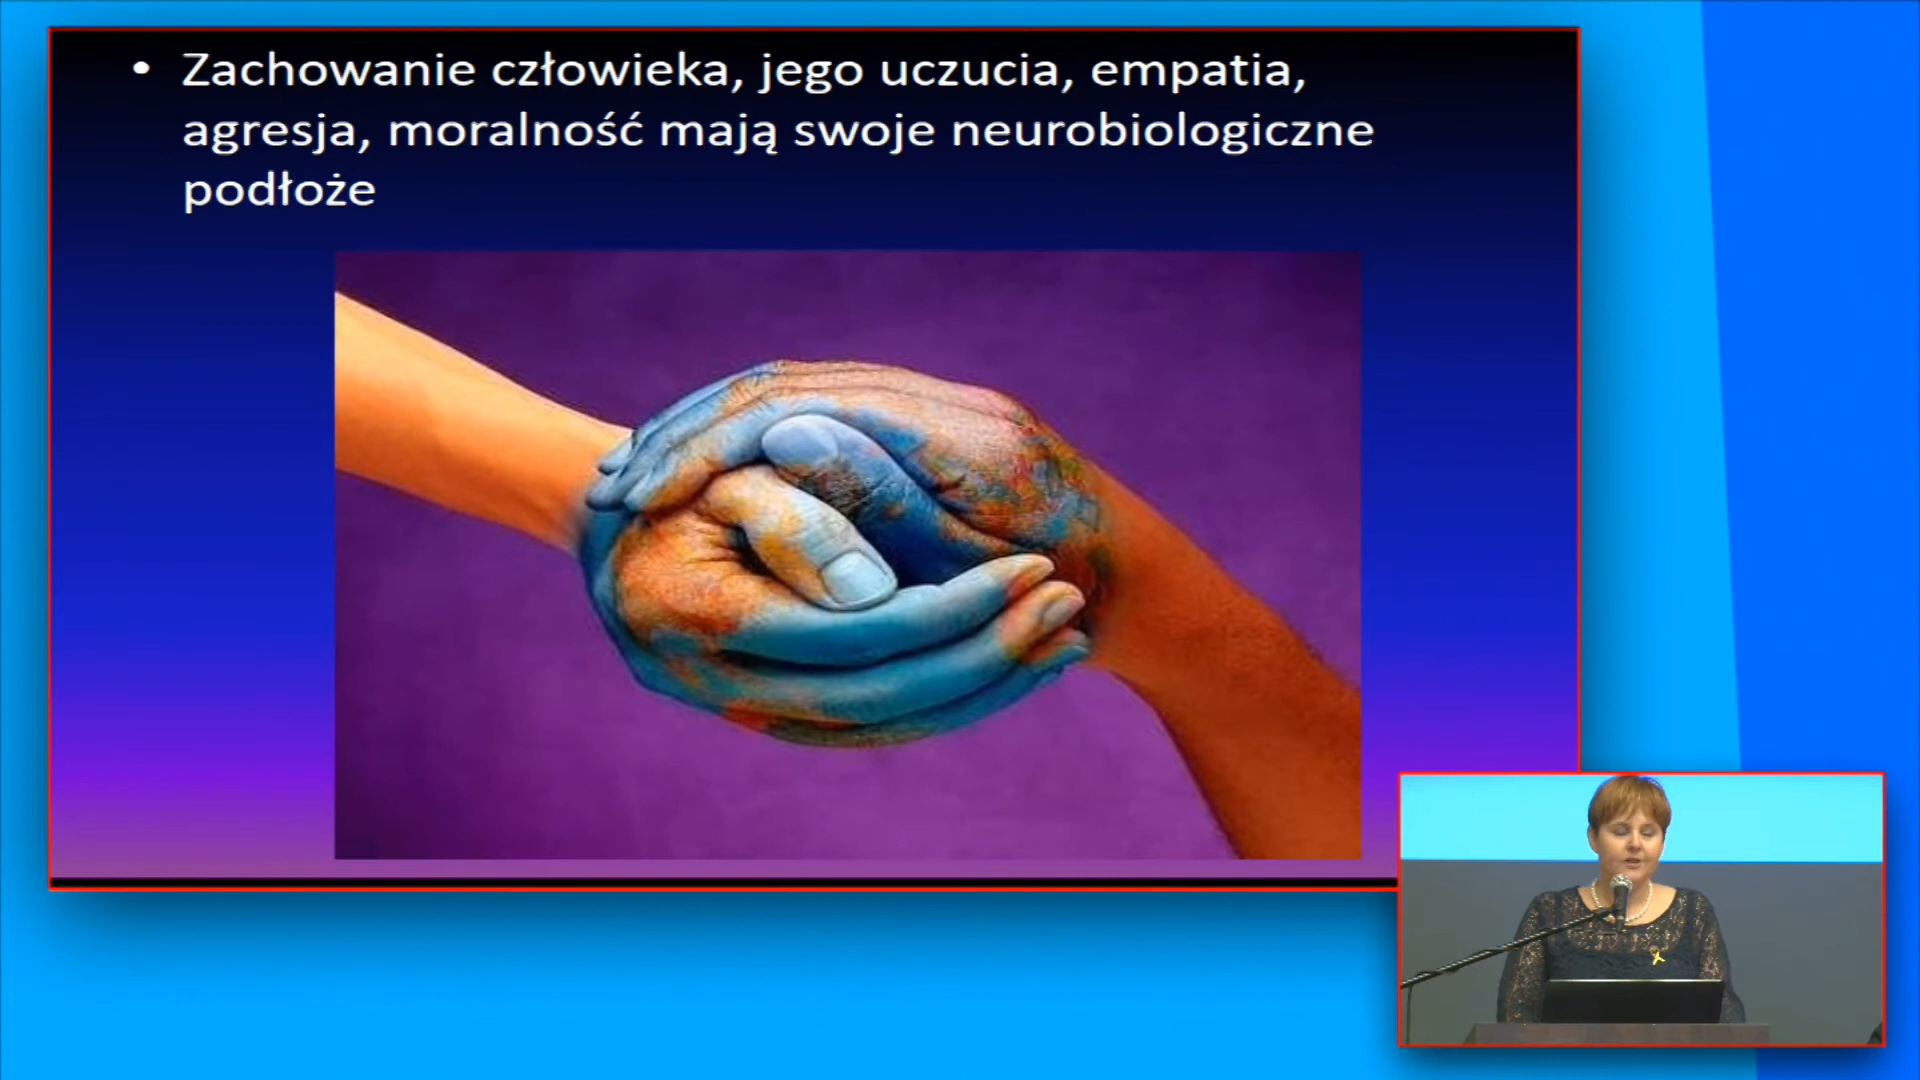 • Zachowanie człowieka, jego uczucia, empatia,
agresja, moralność mają swoje neurobiologiczne
podłoże